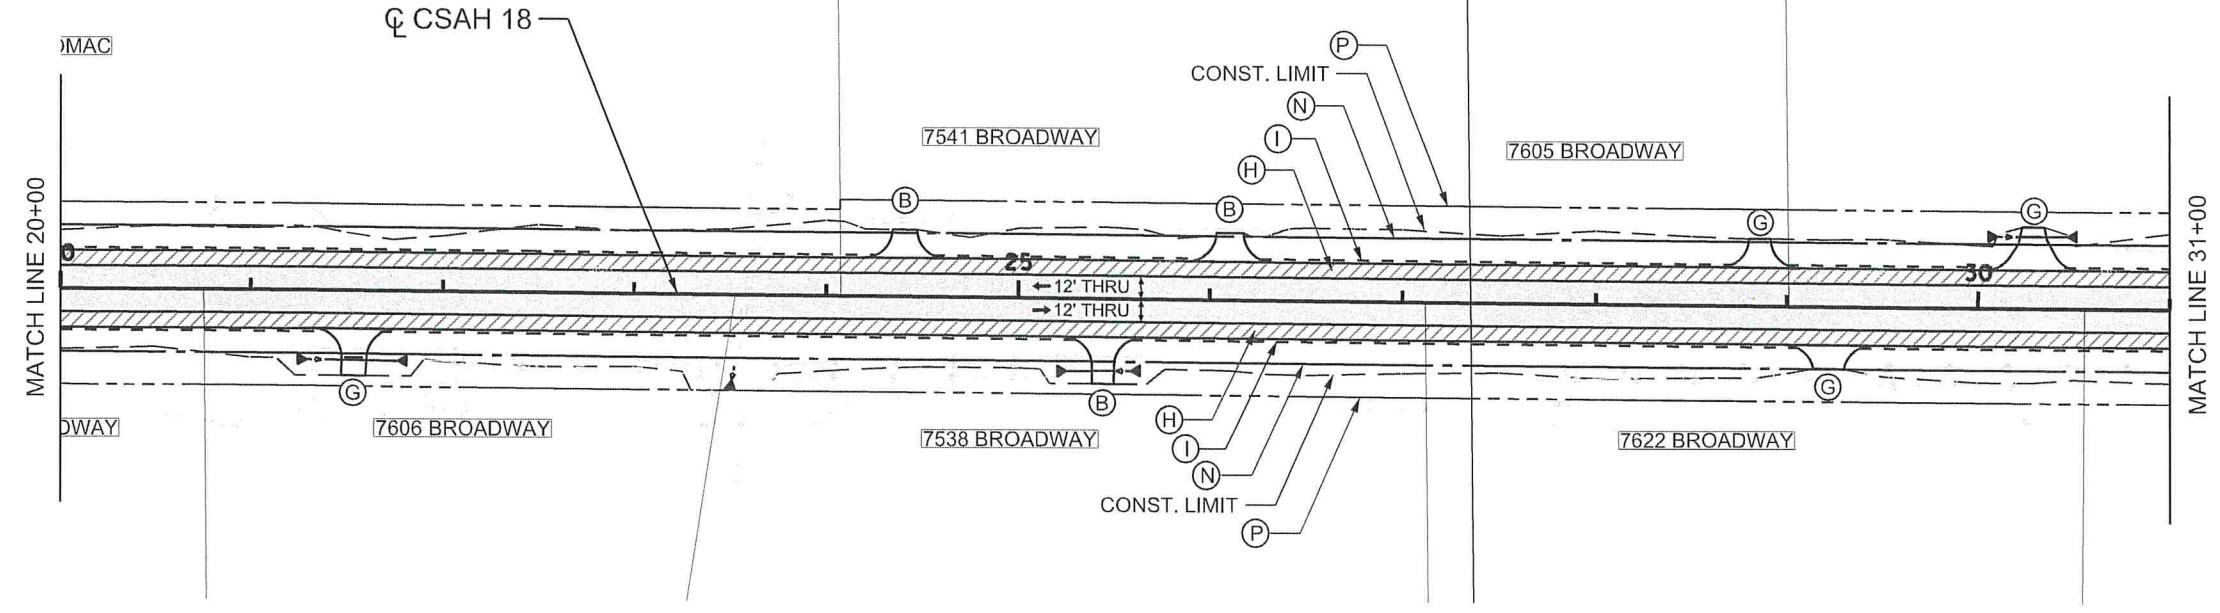 ℄ CSAH 18
OMAC
P
CONST. LIMIT
N
7541 BROADWAY
I
7605 BROADWAY
H
MATCH LINE 20+00
MATCH LINE 31+00
B
B
G
G
0
25
30
12' THRU
12' THRU
G
B
G
DWAY
7606 BROADWAY
7538 BROADWAY
7622 BROADWAY
H
I
N
CONST. LIMIT
P